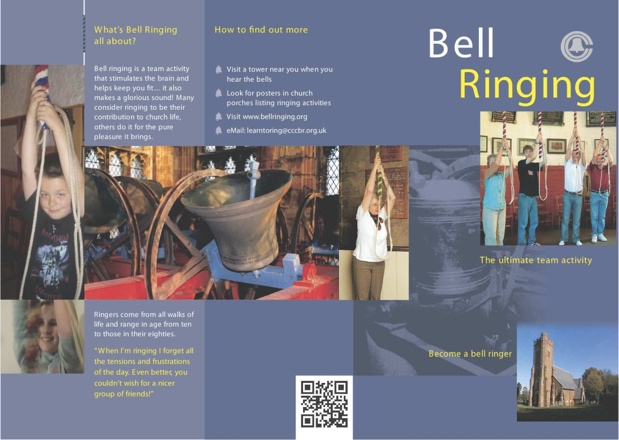 What's Bell Ringing
all about?
Bell ringing is a team activity
that stimulates the brain and
helps keep you fit... it also
makes a glorious sound! Many
consider ringing to be their
contribution to church life,
others do it for the pure
pleasure it brings.
Ringers come from all walks of
life and range in age from ten
to those in their eighties.
"When I'm ringing I forget all
the tensions and frustrations
of the day. Even better, you
couldn't wish for a nicer
group of friends!"
How to find out more
Visit a tower near you when you
hear the bells
Look for posters in church
porches listing ringing activities
Visit www.bellringing.org
eMail: learntoring@cccbr.org.uk
Bell
Ringing
The ultimate team activity
Become a bell ringer